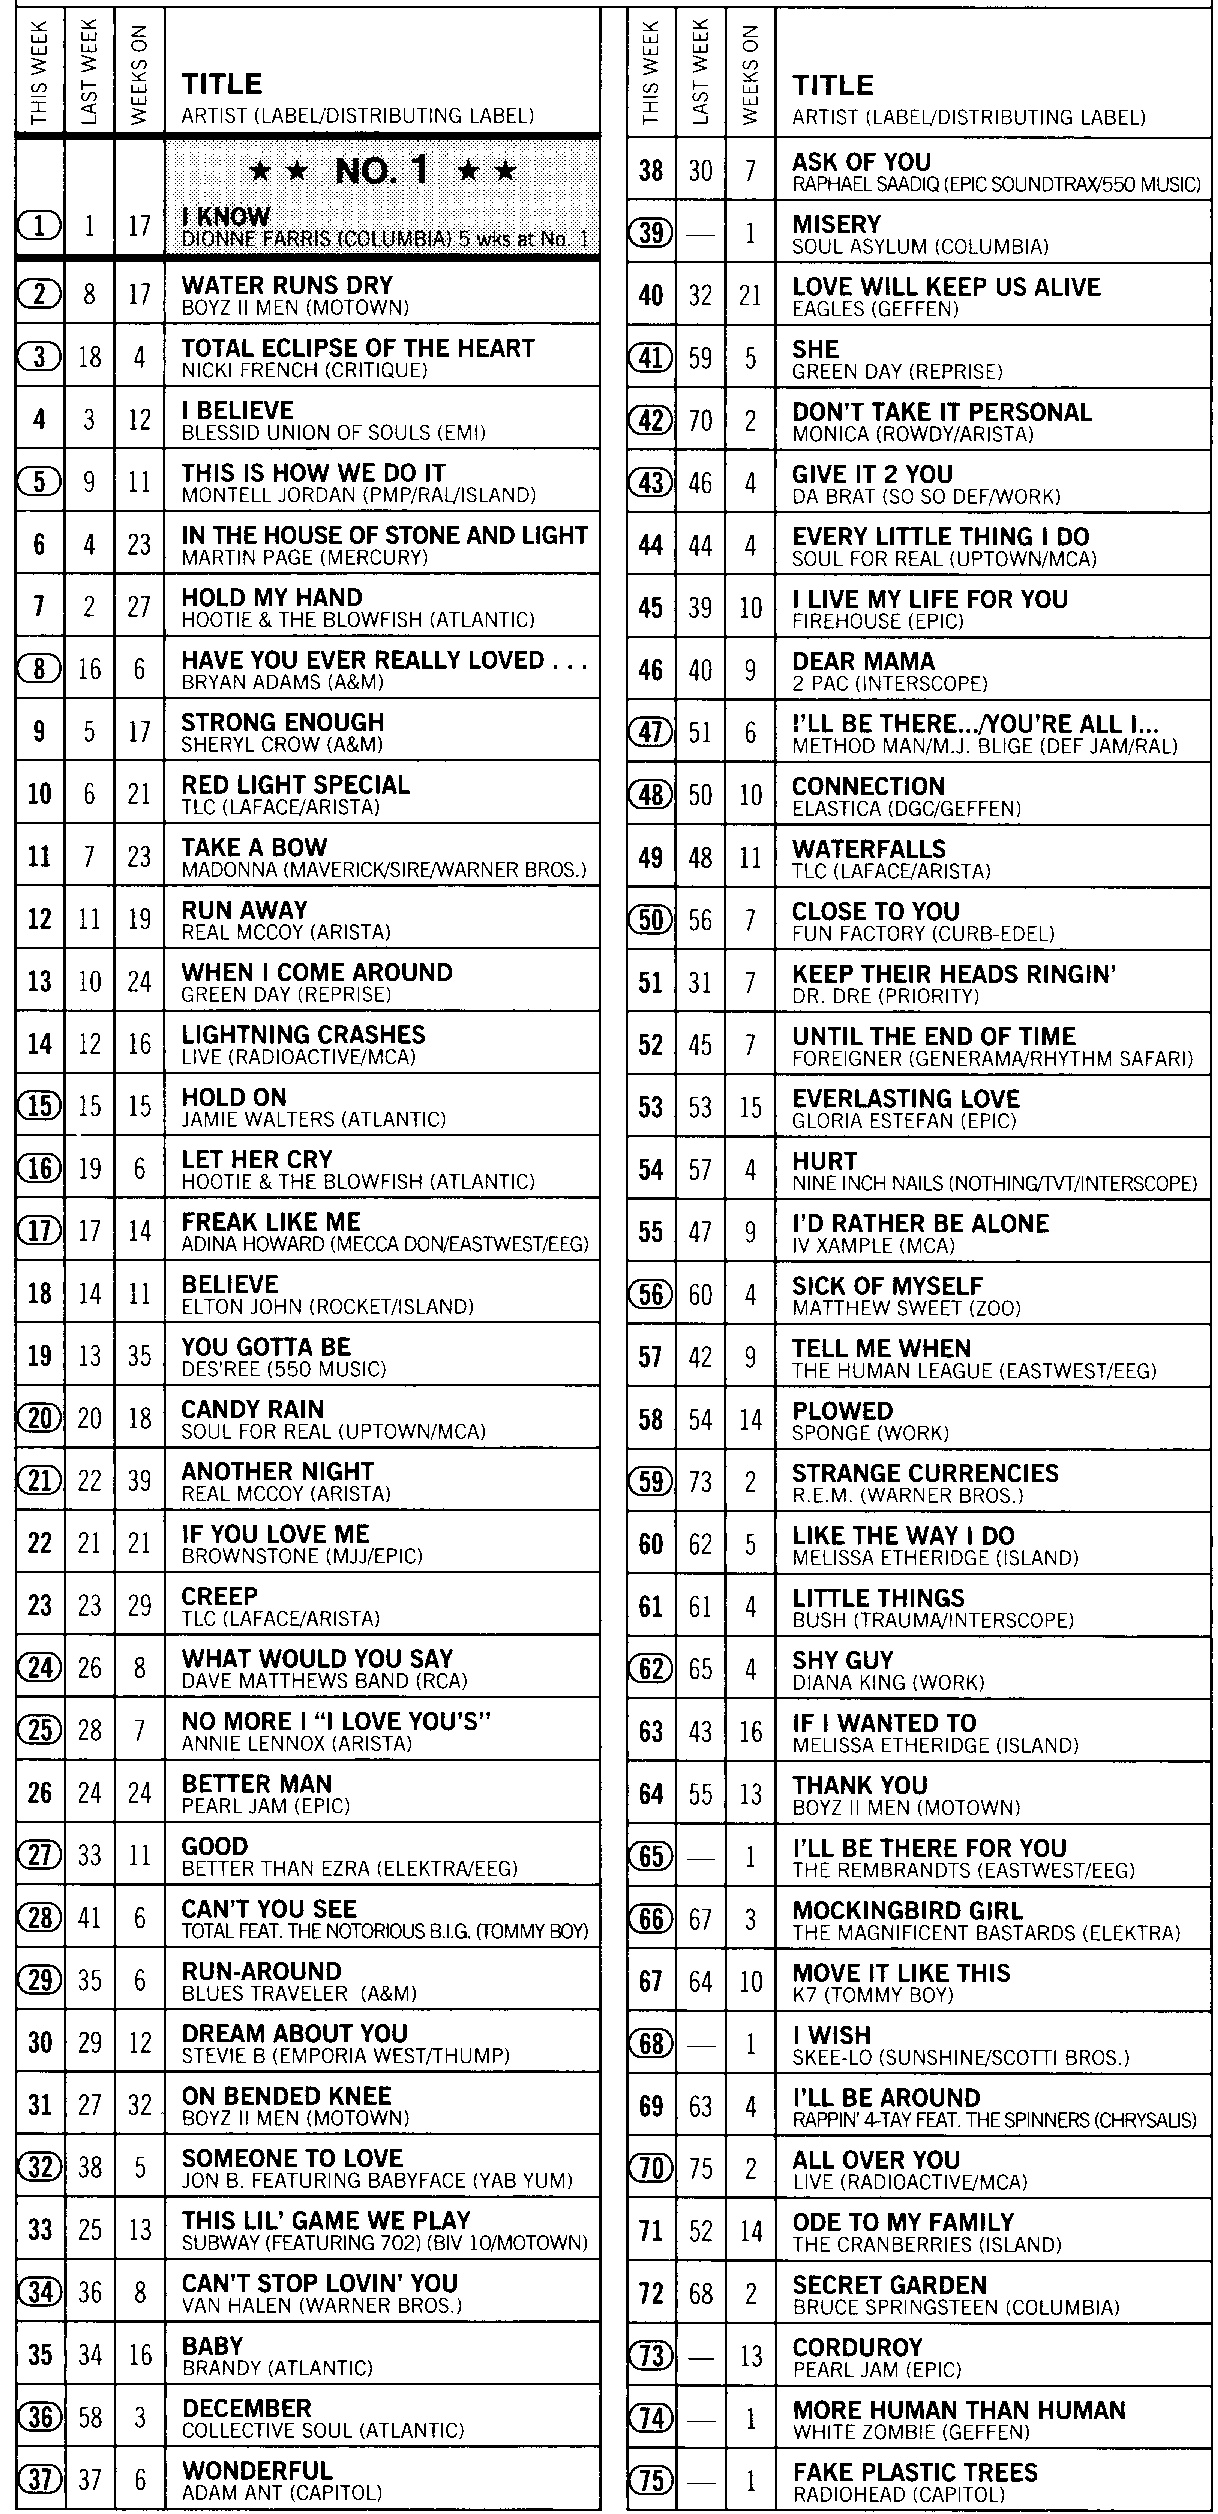 THIS WEEK
LAST WEEK
WEEKS ON
TITLE
ARTIST (LABEL/DISTRIBUTING LABEL)
★ ★ NO. 1 ★ ★
1 1 17 I KNOW
DIONNE FARRIS (COLUMBIA) 5 wks at No. 1
2 8 17 WATER RUNS DRY
BOYZ II MEN (MOTOWN)
3 18 4 TOTAL ECLIPSE OF THE HEART
NICKI FRENCH (CRITIQUE)
4 3 12 I BELIEVE
BLESSID UNION OF SOULS (EMI)
5 9 11 THIS IS HOW WE DO IT
MONTELL JORDAN (PMP/RAL/ISLAND)
6 4 23 IN THE HOUSE OF STONE AND LIGHT
MARTIN PAGE (MERCURY)
7 2 27 HOLD MY HAND
HOOTIE & THE BLOWFISH (ATLANTIC)
8 16 6 HAVE YOU EVER REALLY LOVED . . .
BRYAN ADAMS (A&M)
9 5 17 STRONG ENOUGH
SHERYL CROW (A&M)
10 6 21 RED LIGHT SPECIAL
TLC (LAFACE/ARISTA)
11 7 23 TAKE A BOW
MADONNA (MAVERICK/SIRE/WARNER BROS.)
12 11 19 RUN AWAY
REAL MCCOY (ARISTA)
13 10 24 WHEN I COME AROUND
GREEN DAY (REPRISE)
14 12 16 LIGHTNING CRASHES
LIVE (RADIOACTIVE/MCA)
15 15 15 HOLD ON
JAMIE WALTERS (ATLANTIC)
16 19 6 LET HER CRY
HOOTIE & THE BLOWFISH (ATLANTIC)
17 17 14 FREAK LIKE ME
ADINA HOWARD (MECCA DON/EASTWEST/EEG)
18 14 11 BELIEVE
ELTON JOHN (ROCKET/ISLAND)
19 13 35 YOU GOTTA BE
DES'REE (550 MUSIC)
20 20 18 CANDY RAIN
SOUL FOR REAL (UPTOWN/MCA)
21 22 39 ANOTHER NIGHT
REAL MCCOY (ARISTA)
22 21 21 IF YOU LOVE ME
BROWNSTONE (MJJ/EPIC)
23 23 29 CREEP
TLC (LAFACE/ARISTA)
24 26 8 WHAT WOULD YOU SAY
DAVE MATTHEWS BAND (RCA)
25 28 7 NO MORE I “I LOVE YOU'S”
ANNIE LENNOX (ARISTA)
26 24 24 BETTER MAN
PEARL JAM (EPIC)
27 33 11 GOOD
BETTER THAN EZRA (ELEKTRA/EEG)
28 41 6 CAN'T YOU SEE
TOTAL FEAT. THE NOTORIOUS B.I.G. (TOMMY BOY)
29 35 6 RUN-AROUND
BLUES TRAVELER (A&M)
30 29 12 DREAM ABOUT YOU
STEVIE B (EMPORIA WEST/THUMP)
31 27 32 ON BENDED KNEE
BOYZ II MEN (MOTOWN)
32 38 5 SOMEONE TO LOVE
JON B. FEATURING BABYFACE (YAB YUM)
33 25 13 THIS LIL' GAME WE PLAY
SUBWAY (FEATURING 702) (BIV 10/MOTOWN)
34 36 8 CAN'T STOP LOVIN' YOU
VAN HALEN (WARNER BROS.)
35 34 16 BABY
BRANDY (ATLANTIC)
36 58 3 DECEMBER
COLLECTIVE SOUL (ATLANTIC)
37 37 6 WONDERFUL
ADAM ANT (CAPITOL)
THIS WEEK
LAST WEEK
WEEKS ON
TITLE
ARTIST (LABEL/DISTRIBUTING LABEL)
38 30 7 ASK OF YOU
RAPHAEL SAADIQ (EPIC SOUNDTRAX/550 MUSIC)
39 — 1 MISERY
SOUL ASYLUM (COLUMBIA)
40 32 21 LOVE WILL KEEP US ALIVE
EAGLES (GEFFEN)
41 59 5 SHE
GREEN DAY (REPRISE)
42 70 2 DON'T TAKE IT PERSONAL
MONICA (ROWDY/ARISTA)
43 46 4 GIVE IT 2 YOU
DA BRAT (SO SO DEF/WORK)
44 44 4 EVERY LITTLE THING I DO
SOUL FOR REAL (UPTOWN/MCA)
45 39 10 I LIVE MY LIFE FOR YOU
FIREHOUSE (EPIC)
46 40 9 DEAR MAMA
2 PAC (INTERSCOPE)
47 51 6 I'LL BE THERE.../YOU'RE ALL I...
METHOD MAN/M.J. BLIGE (DEF JAM/RAL)
48 50 10 CONNECTION
ELASTICA (DGC/GEFFEN)
49 48 11 WATERFALLS
TLC (LAFACE/ARISTA)
50 56 7 CLOSE TO YOU
FUN FACTORY (CURB-EDEL)
51 31 7 KEEP THEIR HEADS RINGIN'
DR. DRE (PRIORITY)
52 45 7 UNTIL THE END OF TIME
FOREIGNER (GENERAMA/RHYTHM SAFARI)
53 53 15 EVERLASTING LOVE
GLORIA ESTEFAN (EPIC)
54 57 4 HURT
NINE INCH NAILS (NOTHING/TVT/INTERSCOPE)
55 47 9 I'D RATHER BE ALONE
IV XAMPLE (MCA)
56 60 4 SICK OF MYSELF
MATTHEW SWEET (ZOO)
57 42 9 TELL ME WHEN
THE HUMAN LEAGUE (EASTWEST/EEG)
58 54 14 PLOWED
SPONGE (WORK)
59 73 2 STRANGE CURRENCIES
R.E.M. (WARNER BROS.)
60 62 5 LIKE THE WAY I DO
MELISSA ETHERIDGE (ISLAND)
61 61 4 LITTLE THINGS
BUSH (TRAUMA/INTERSCOPE)
62 65 4 SHY GUY
DIANA KING (WORK)
63 43 16 IF I WANTED TO
MELISSA ETHERIDGE (ISLAND)
64 55 13 THANK YOU
BOYZ II MEN (MOTOWN)
65 — 1 I'LL BE THERE FOR YOU
THE REMBRANDTS (EASTWEST/EEG)
66 67 3 MOCKINGBIRD GIRL
THE MAGNIFICENT BASTARDS (ELEKTRA)
67 64 10 MOVE IT LIKE THIS
K7 (TOMMY BOY)
68 — 1 I WISH
SKEE-LO (SUNSHINE/SCOTTI BROS.)
69 63 4 I'LL BE AROUND
RAPPIN' 4-TAY FEAT. THE SPINNERS (CHRYSALIS)
70 75 2 ALL OVER YOU
LIVE (RADIOACTIVE/MCA)
71 52 14 ODE TO MY FAMILY
THE CRANBERRIES (ISLAND)
72 68 2 SECRET GARDEN
BRUCE SPRINGSTEEN (COLUMBIA)
73 — 13 CORDUROY
PEARL JAM (EPIC)
74 — 1 MORE HUMAN THAN HUMAN
WHITE ZOMBIE (GEFFEN)
75 — 1 FAKE PLASTIC TREES
RADIOHEAD (CAPITOL)